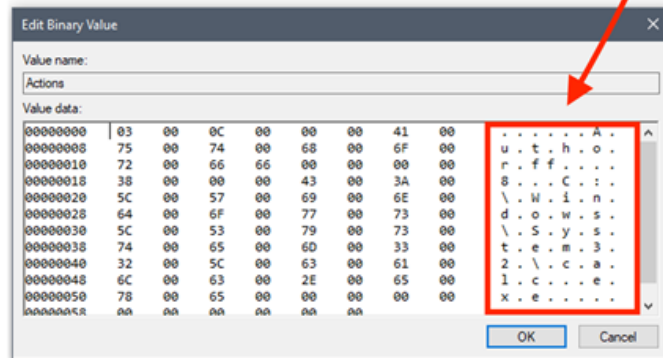 Edit Binary Value
Value name:
Actions
Value data:
00000000 03 00 0C 00 00 00 41 00 . . . . . . A .
00000008 75 00 74 00 68 00 6F 00 u . t . h . o .
00000010 72 00 66 66 00 00 00 00 r . f f . . . .
00000018 38 00 00 00 43 00 3A 00 8 . . . C . : .
00000020 5C 00 57 00 69 00 6E 00 \ . W . i . n .
00000028 64 00 6F 00 77 00 73 00 d . o . w . s .
00000030 5C 00 53 00 79 00 73 00 \ . S . y . s .
00000038 74 00 65 00 6D 00 33 00 t . e . m . 3 .
00000040 32 00 5C 00 63 00 61 00 2 . \ . c . a .
00000048 6C 00 63 00 2E 00 65 00 l . c . . . e .
00000050 78 00 65 00 00 00 00 00 x . e . . . . .
00000058 00 00 00 00 00
OK Cancel